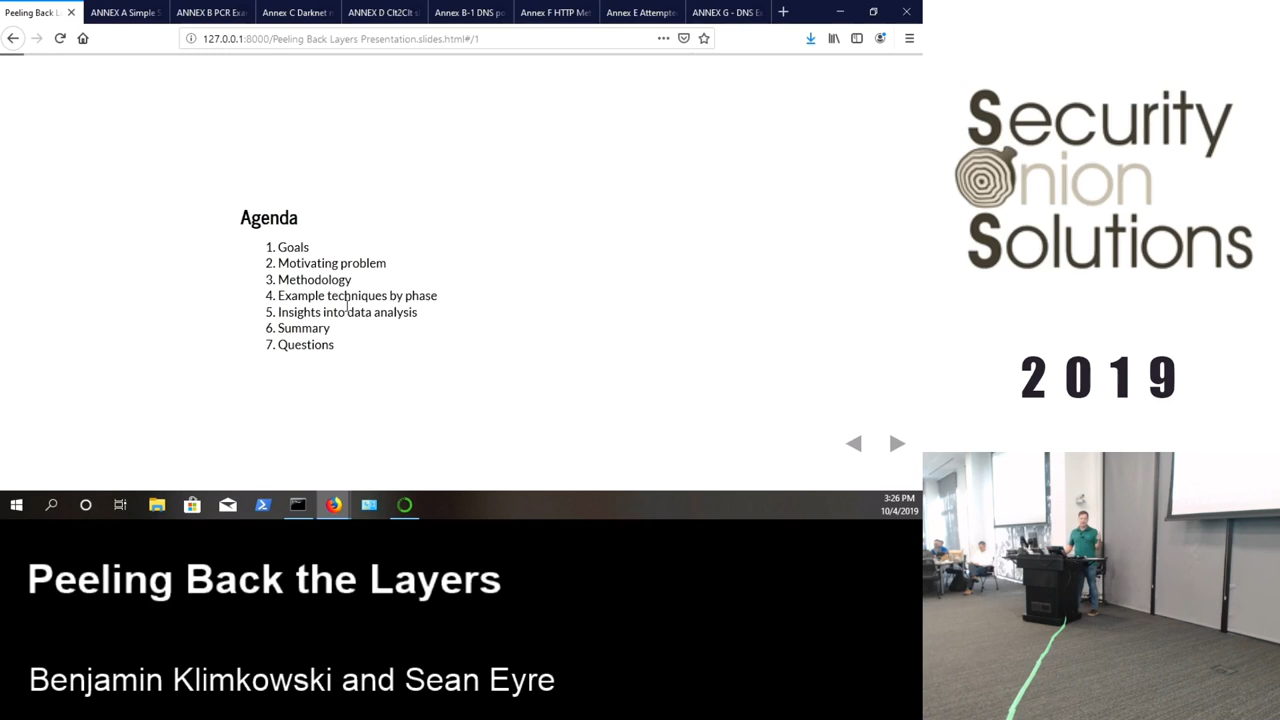 Peeling Back L
ANNEX A Simple S
ANNEX B PCR Exa
Annex C Darknet n
ANNEX D Clt2Clt s
Annex B-1 DNS po
Annex F HTTP Met
Annex E Attempte
ANNEX G - DNS E
127.0.0.1:8000/Peeling Back Layers Presentation.slides.html#/1
Agenda
1. Goals
2. Motivating problem
3. Methodology
4. Example techniques by phase
5. Insights into data analysis
6. Summary
7. Questions
3:26 PM
10/4/2019
Security
Onion
Solutions
2019
Peeling Back the Layers
Benjamin Klimkowski and Sean Eyre